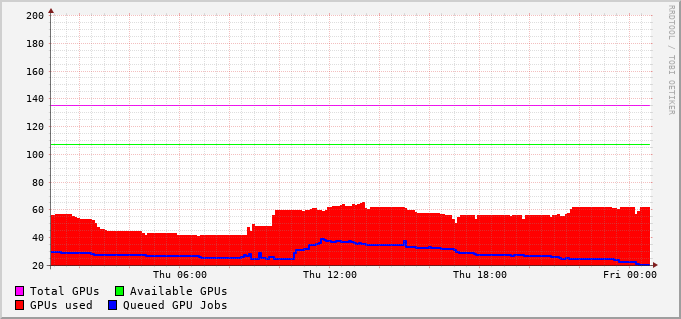 200
180
160
140
120
100
80
60
40
20
Thu 06:00 Thu 12:00 Thu 18:00 Fri 00:00
Total GPUs Available GPUs
GPUs used Queued GPU Jobs
RRDTOOL / TOBI OETIKER